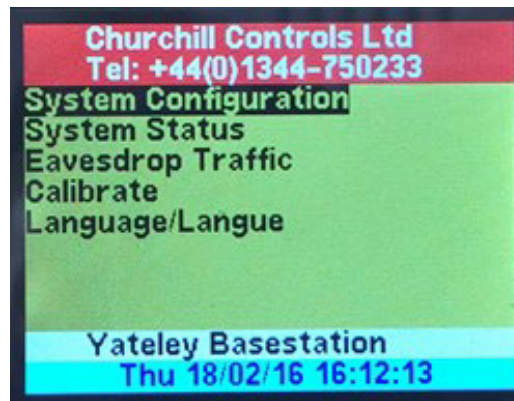 Churchill Controls Ltd
Tel: +44(0)1344-750233
System Configuration
System Status
Eavesdrop Traffic
Calibrate
Language/Langue
Yateley Basestation
Thu 18/02/16 16:12:13